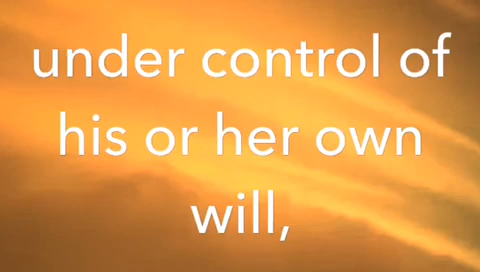 under control of
his or her own
will,